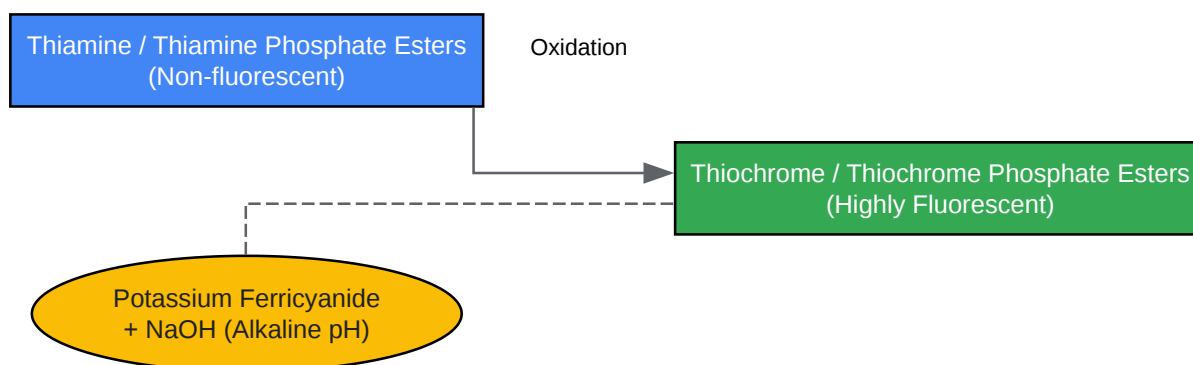 Thiamine / Thiamine Phosphate Esters
(Non-fluorescent)
Oxidation
Thiochrome / Thiochrome Phosphate Esters
(Highly Fluorescent)
Potassium Ferricyanide
+ NaOH (Alkaline pH)